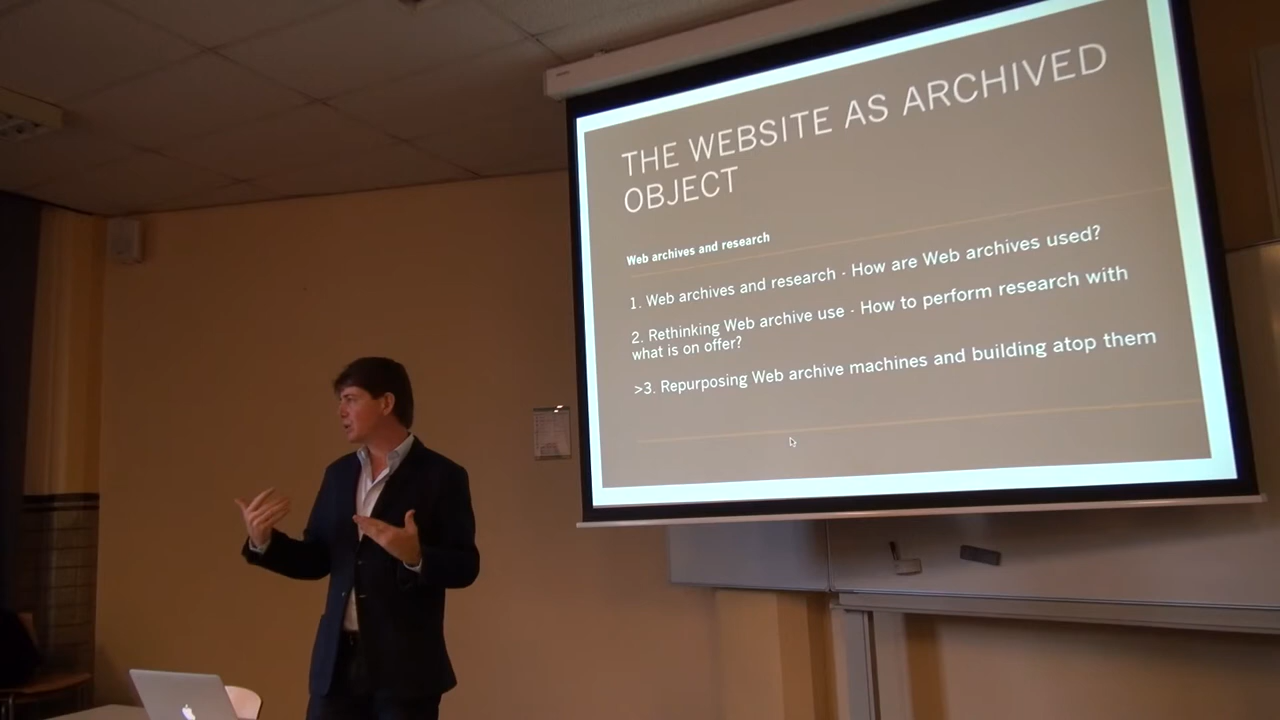 THE WEBSITE AS ARCHIVED
OBJECT
Web archives and research
1. Web archives and research - How are Web archives used?
2. Rethinking Web archive use - How to perform research with
what is on offer?
>3. Repurposing Web archive machines and building atop them